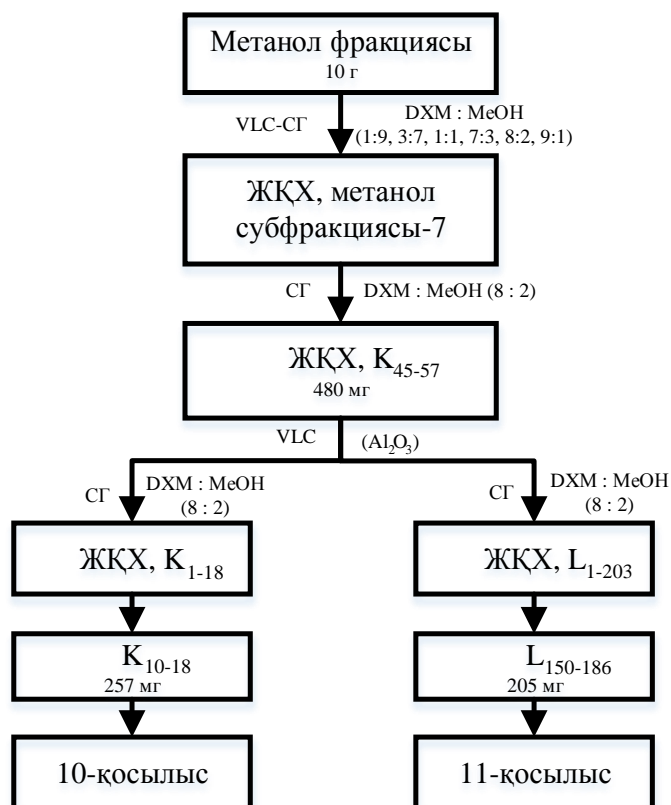 Метанол фракциясы
10 г
VLC-СГ
DXM : MeOH
(1:9, 3:7, 1:1, 7:3, 8:2, 9:1)
ЖҚХ, метанол
субфракциясы-7
СГ
DXM : MeOH (8 : 2)
ЖҚХ, K45-57
480 мг
VLC
(Al2O3)
СГ
DXM : MeOH
(8 : 2)
СГ
DXM : MeOH
(8 : 2)
ЖҚХ, K1-18
ЖҚХ, L1-203
K10-18
257 мг
L150-186
205 мг
10-қосылыс
11-қосылыс